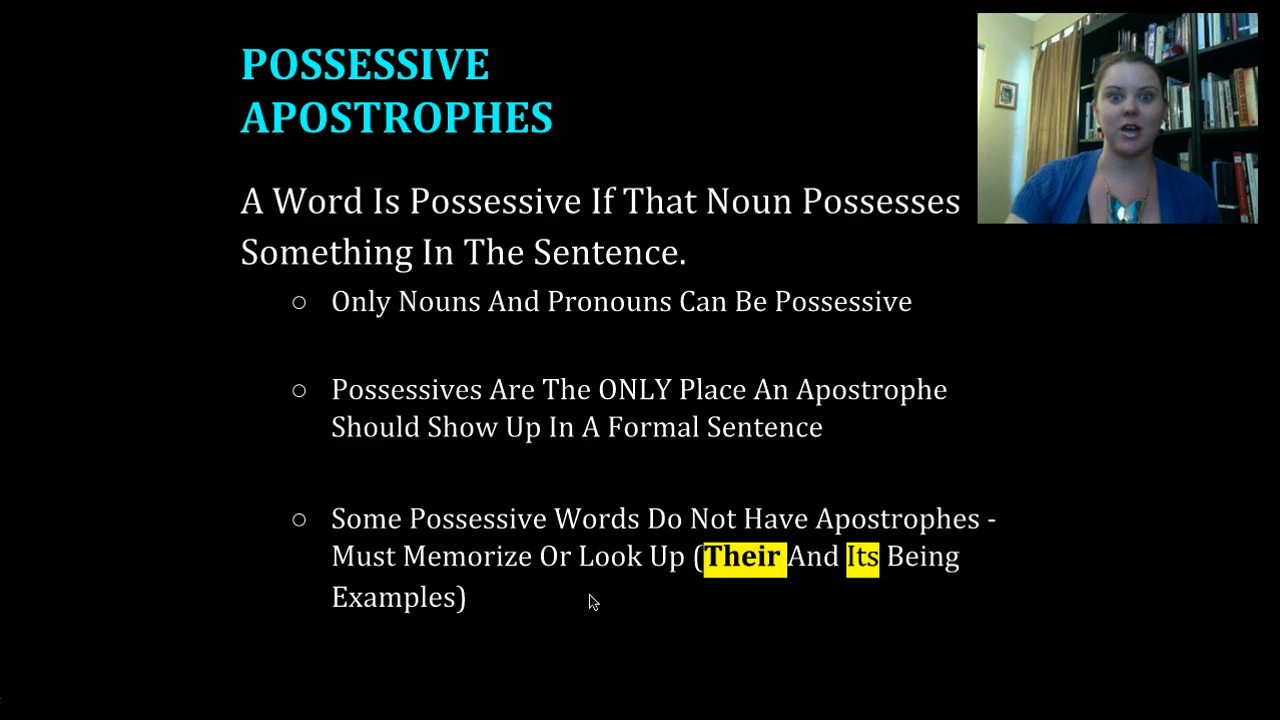 POSSESSIVE
APOSTROPHES
A Word Is Possessive If That Noun Possesses
Something In The Sentence.
○ Only Nouns And Pronouns Can Be Possessive
○ Possessives Are The ONLY Place An Apostrophe
Should Show Up In A Formal Sentence
○ Some Possessive Words Do Not Have Apostrophes -
Must Memorize Or Look Up (Their And Its Being
Examples)